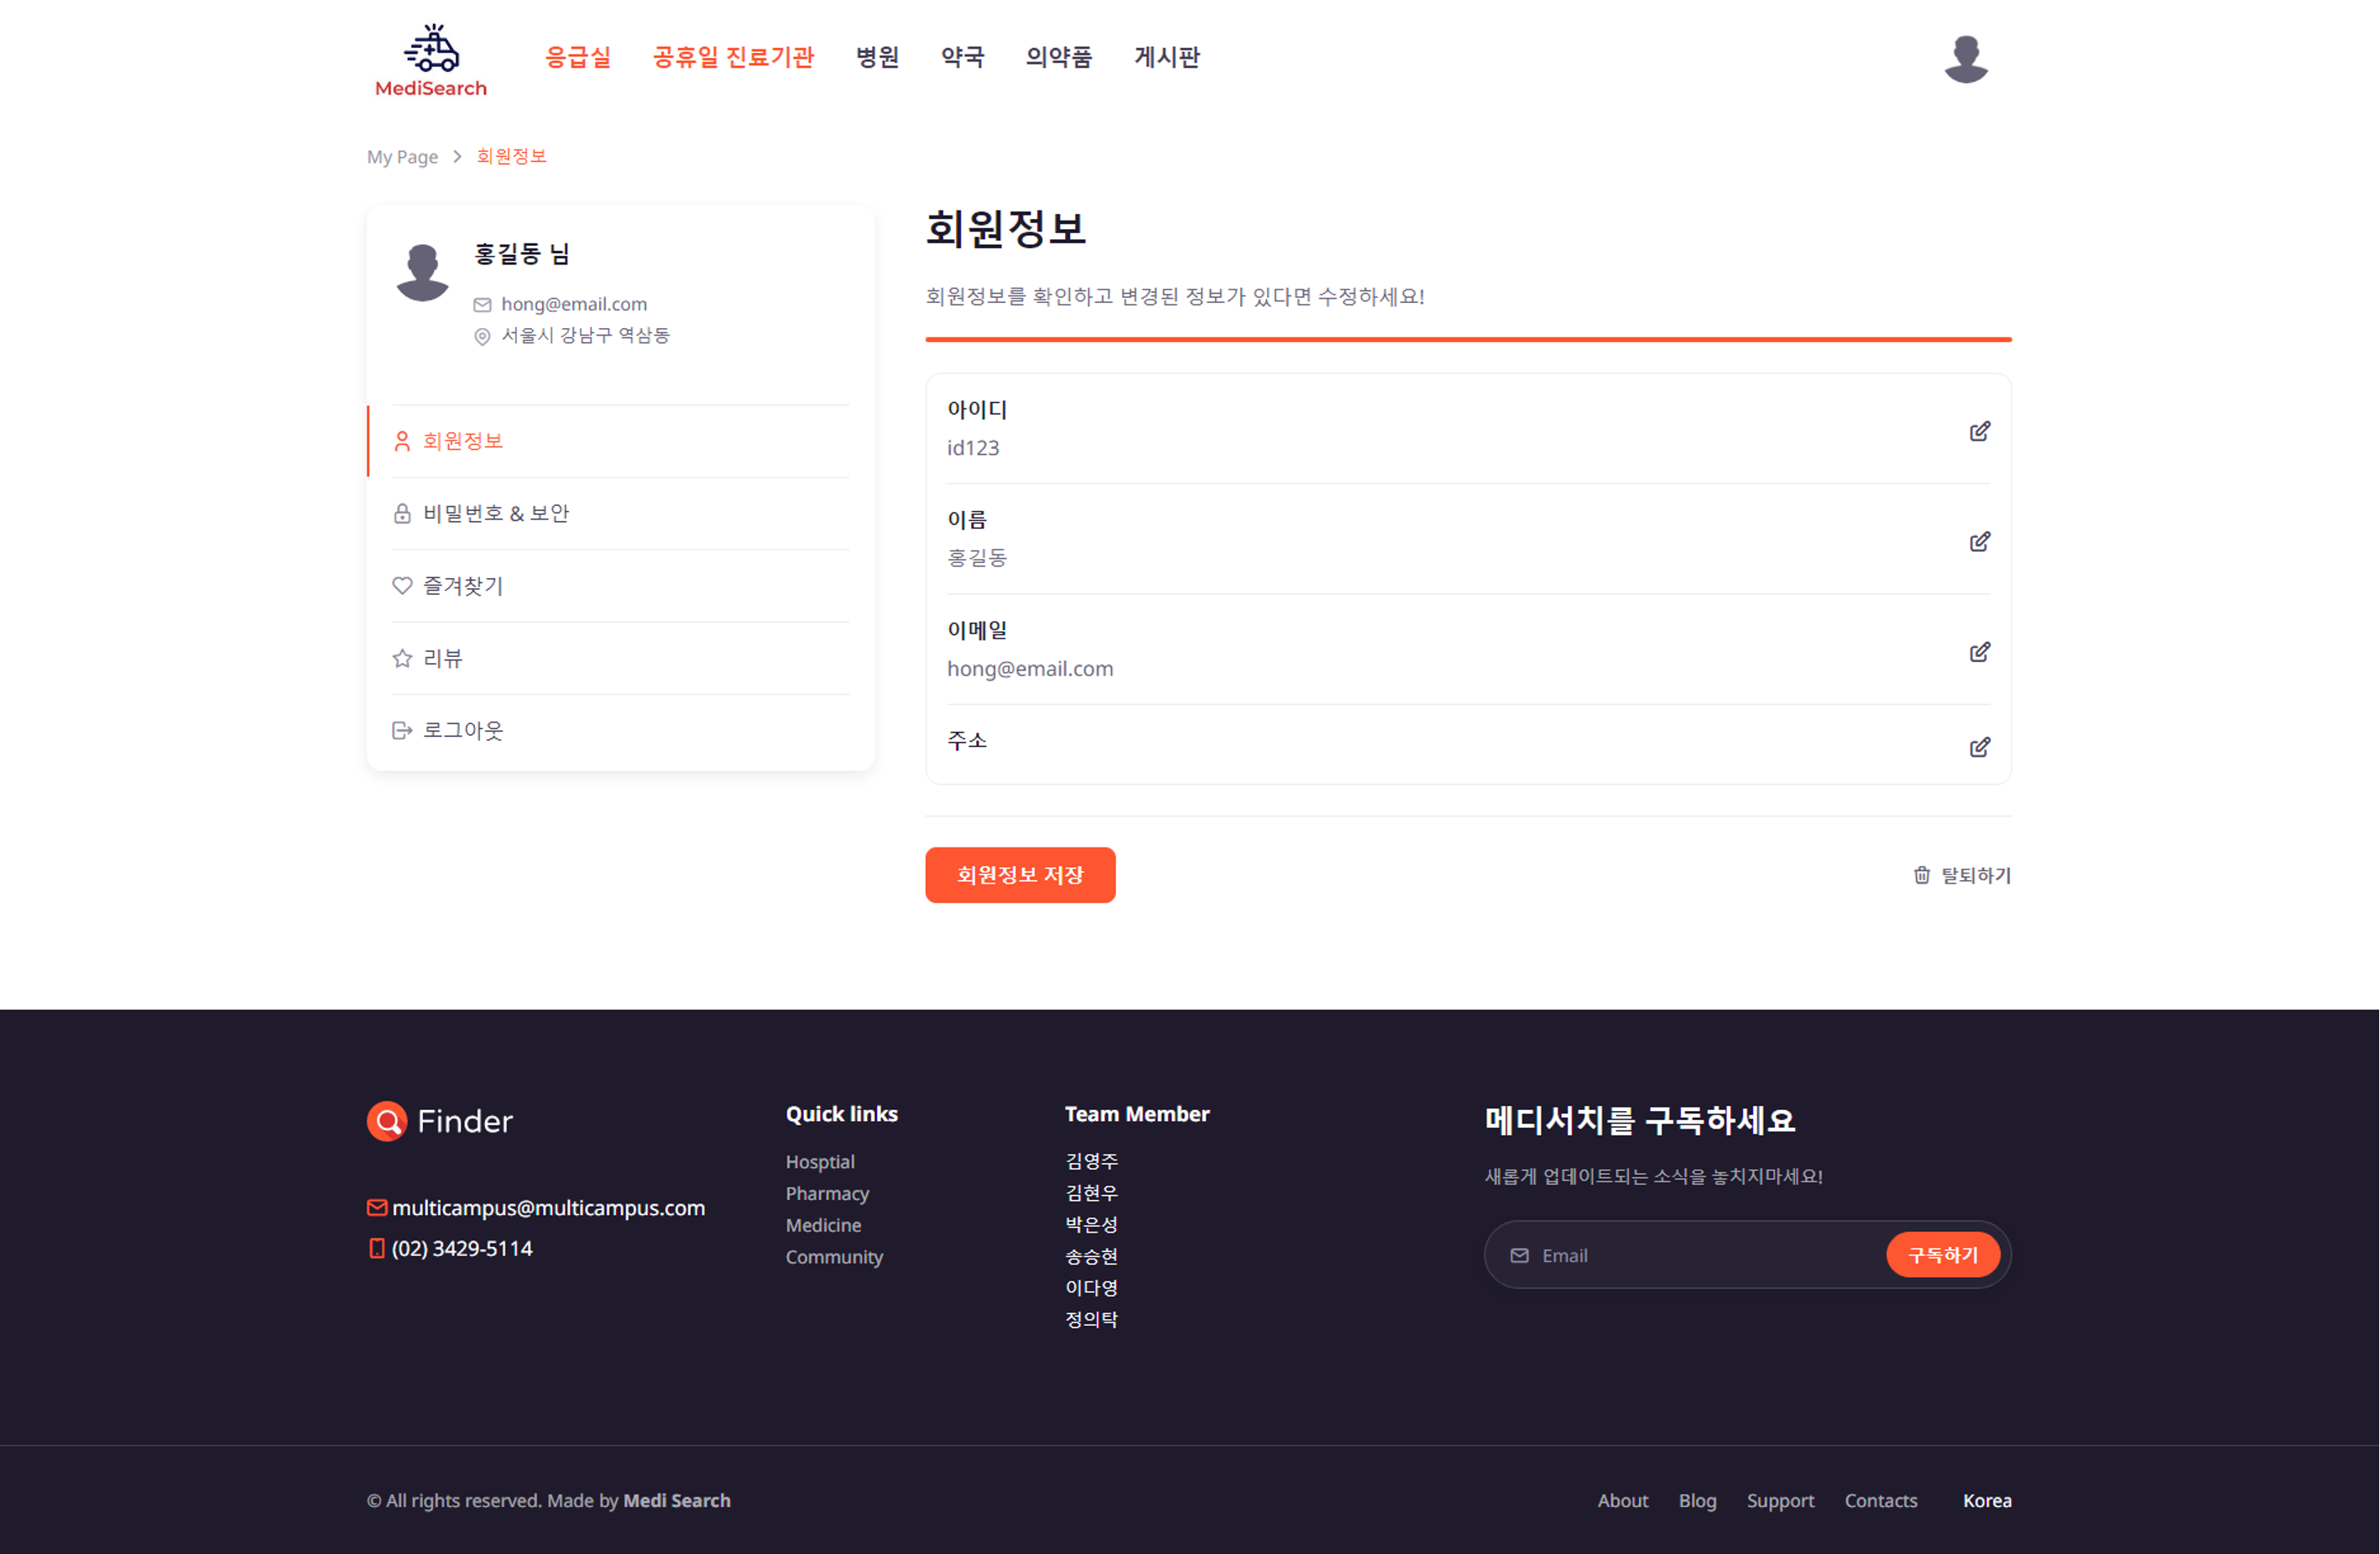 MediSearch
응급실 공휴일 진료기관 병원 약국 의약품 게시판
My Page 회원정보
홍길동 님
hong@email.com
서울시 강남구 역삼동
회원정보
비밀번호 & 보안
즐겨찾기
리뷰
로그아웃
회원정보
회원정보를 확인하고 변경된 정보가 있다면 수정하세요!
아이디
id123
이름
홍길동
이메일
hong@email.com
주소
회원정보 저장
탈퇴하기
Finder
multicampus@multicampus.com
(02) 3429-5114
Quick links
Hosptial
Pharmacy
Medicine
Community
Team Member
김영주
김현우
박은성
송승현
이다영
정의탁
메디서치를 구독하세요
새롭게 업데이트되는 소식을 놓치지마세요!
Email 구독하기
© All rights reserved. Made by Medi Search
About Blog Support Contacts Korea